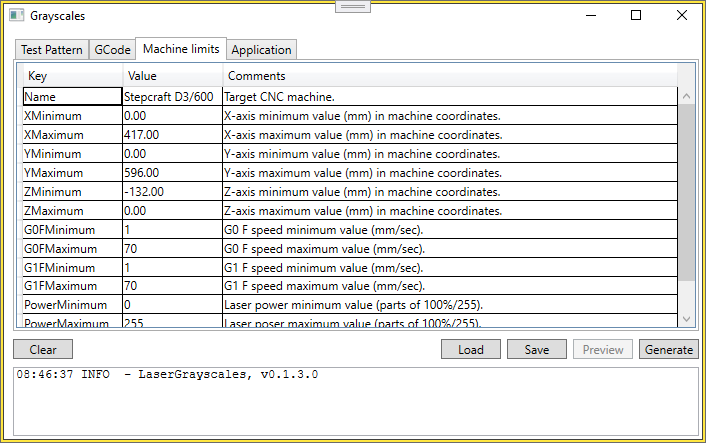 Grayscales
Test Pattern GCode Machine limits Application
Key Value Comments
Name Stepcraft D3/600 Target CNC machine.
XMinimum 0.00 X-axis minimum value (mm) in machine coordinates.
XMaximum 417.00 X-axis maximum value (mm) in machine coordinates.
YMinimum 0.00 Y-axis minimum value (mm) in machine coordinates.
YMaximum 596.00 Y-axis maximum value (mm) in machine coordinates.
ZMinimum -132.00 Z-axis minimum value (mm) in machine coordinates.
ZMaximum 0.00 Z-axis maximum value (mm) in machine coordinates.
G0FMinimum 1 G0 F speed minimum value (mm/sec).
G0FMaximum 70 G0 F speed maximum value (mm/sec).
G1FMinimum 1 G1 F speed minimum value (mm/sec).
G1FMaximum 70 G1 F speed maximum value (mm/sec).
PowerMinimum 0 Laser power minimum value (parts of 100%/255).
PowerMaximum 255 Laser poser maximum value (parts of 100%/255).
Clear Load Save Preview Generate
08:46:37 INFO - LaserGrayscales, v0.1.3.0